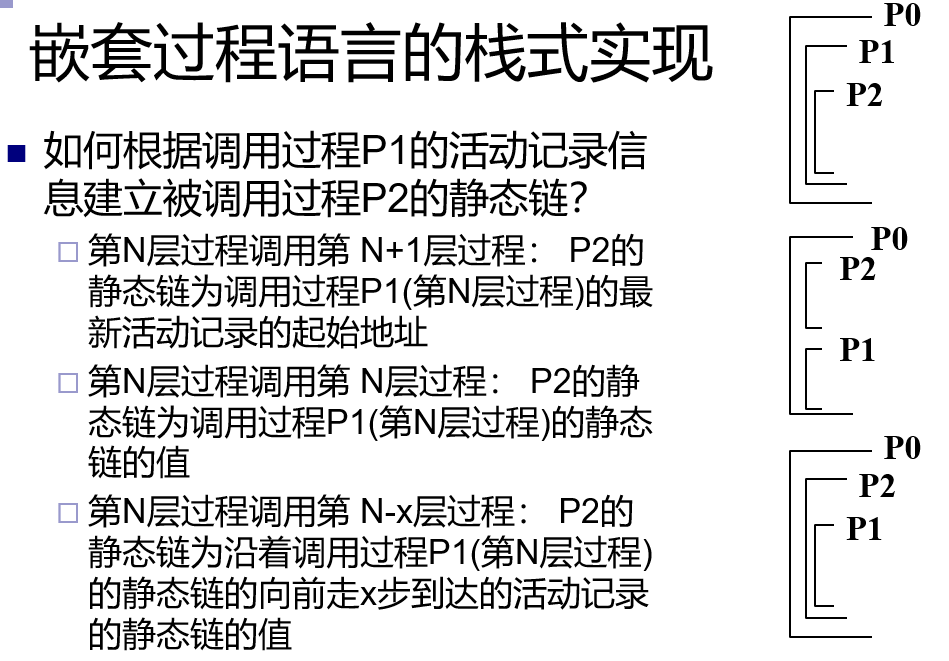 嵌套过程语言的栈式实现
如何根据调用过程P1的活动记录信
息建立被调用过程P2的静态链？
第N层过程调用第 N+1层过程： P2的
静态链为调用过程P1(第N层过程)的最
新活动记录的起始地址
第N层过程调用第 N层过程： P2的静
态链为调用过程P1(第N层过程)的静态
链的值
第N层过程调用第 N-x层过程： P2的
静态链为沿着调用过程P1(第N层过程)
的静态链的向前走x步到达的活动记录
的静态链的值
P0
P1
P2
P0
P2
P1
P0
P2
P1